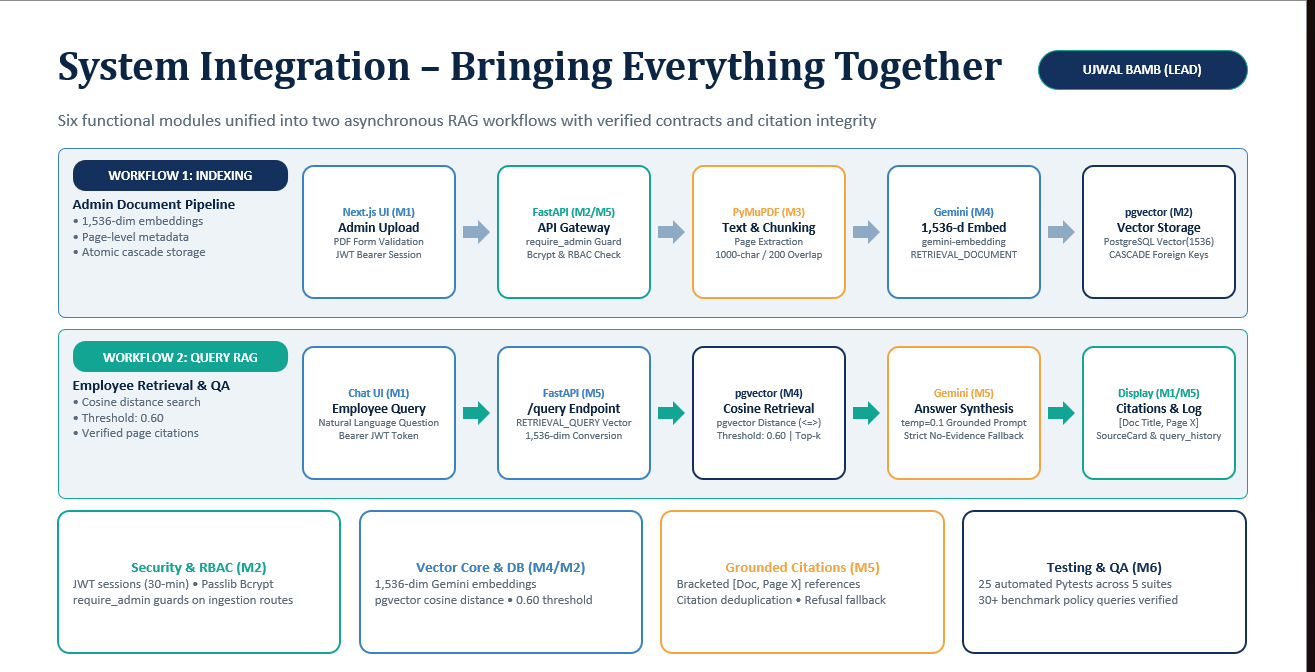 System Integration – Bringing Everything Together
UJWAL BAMB (LEAD)
Six functional modules unified into two asynchronous RAG workflows with verified contracts and citation integrity
WORKFLOW 1: INDEXING
Admin Document Pipeline
• 1,536-dim embeddings
• Page-level metadata
• Atomic cascade storage
Next.js UI (M1)
Admin Upload
PDF Form Validation
JWT Bearer Session
FastAPI (M2/M5)
API Gateway
require_admin Guard
Bcrypt & RBAC Check
PyMuPDF (M3)
Text & Chunking
Page Extraction
1000-char / 200 Overlap
Gemini (M4)
1,536-d Embed
gemini-embedding
RETRIEVAL_DOCUMENT
pgvector (M2)
Vector Storage
PostgreSQL Vector(1536)
CASCADE Foreign Keys
WORKFLOW 2: QUERY RAG
Employee Retrieval & QA
• Cosine distance search
• Threshold: 0.60
• Verified page citations
Chat UI (M1)
Employee Query
Natural Language Question
Bearer JWT Token
FastAPI (M5)
/query Endpoint
RETRIEVAL_QUERY Vector
1,536-dim Conversion
pgvector (M4)
Cosine Retrieval
pgvector Distance (<=>)
Threshold: 0.60 | Top-k
Gemini (M5)
Answer Synthesis
temp=0.1 Grounded Prompt
Strict No-Evidence Fallback
Display (M1/M5)
Citations & Log
[Doc Title, Page X]
SourceCard & query_history
Security & RBAC (M2)
JWT sessions (30-min) • Passlib Bcrypt
require_admin guards on ingestion routes
Vector Core & DB (M4/M2)
1,536-dim Gemini embeddings
pgvector cosine distance • 0.60 threshold
Grounded Citations (M5)
Bracketed [Doc, Page X] references
Citation deduplication • Refusal fallback
Testing & QA (M6)
25 automated Pytests across 5 suites
30+ benchmark policy queries verified